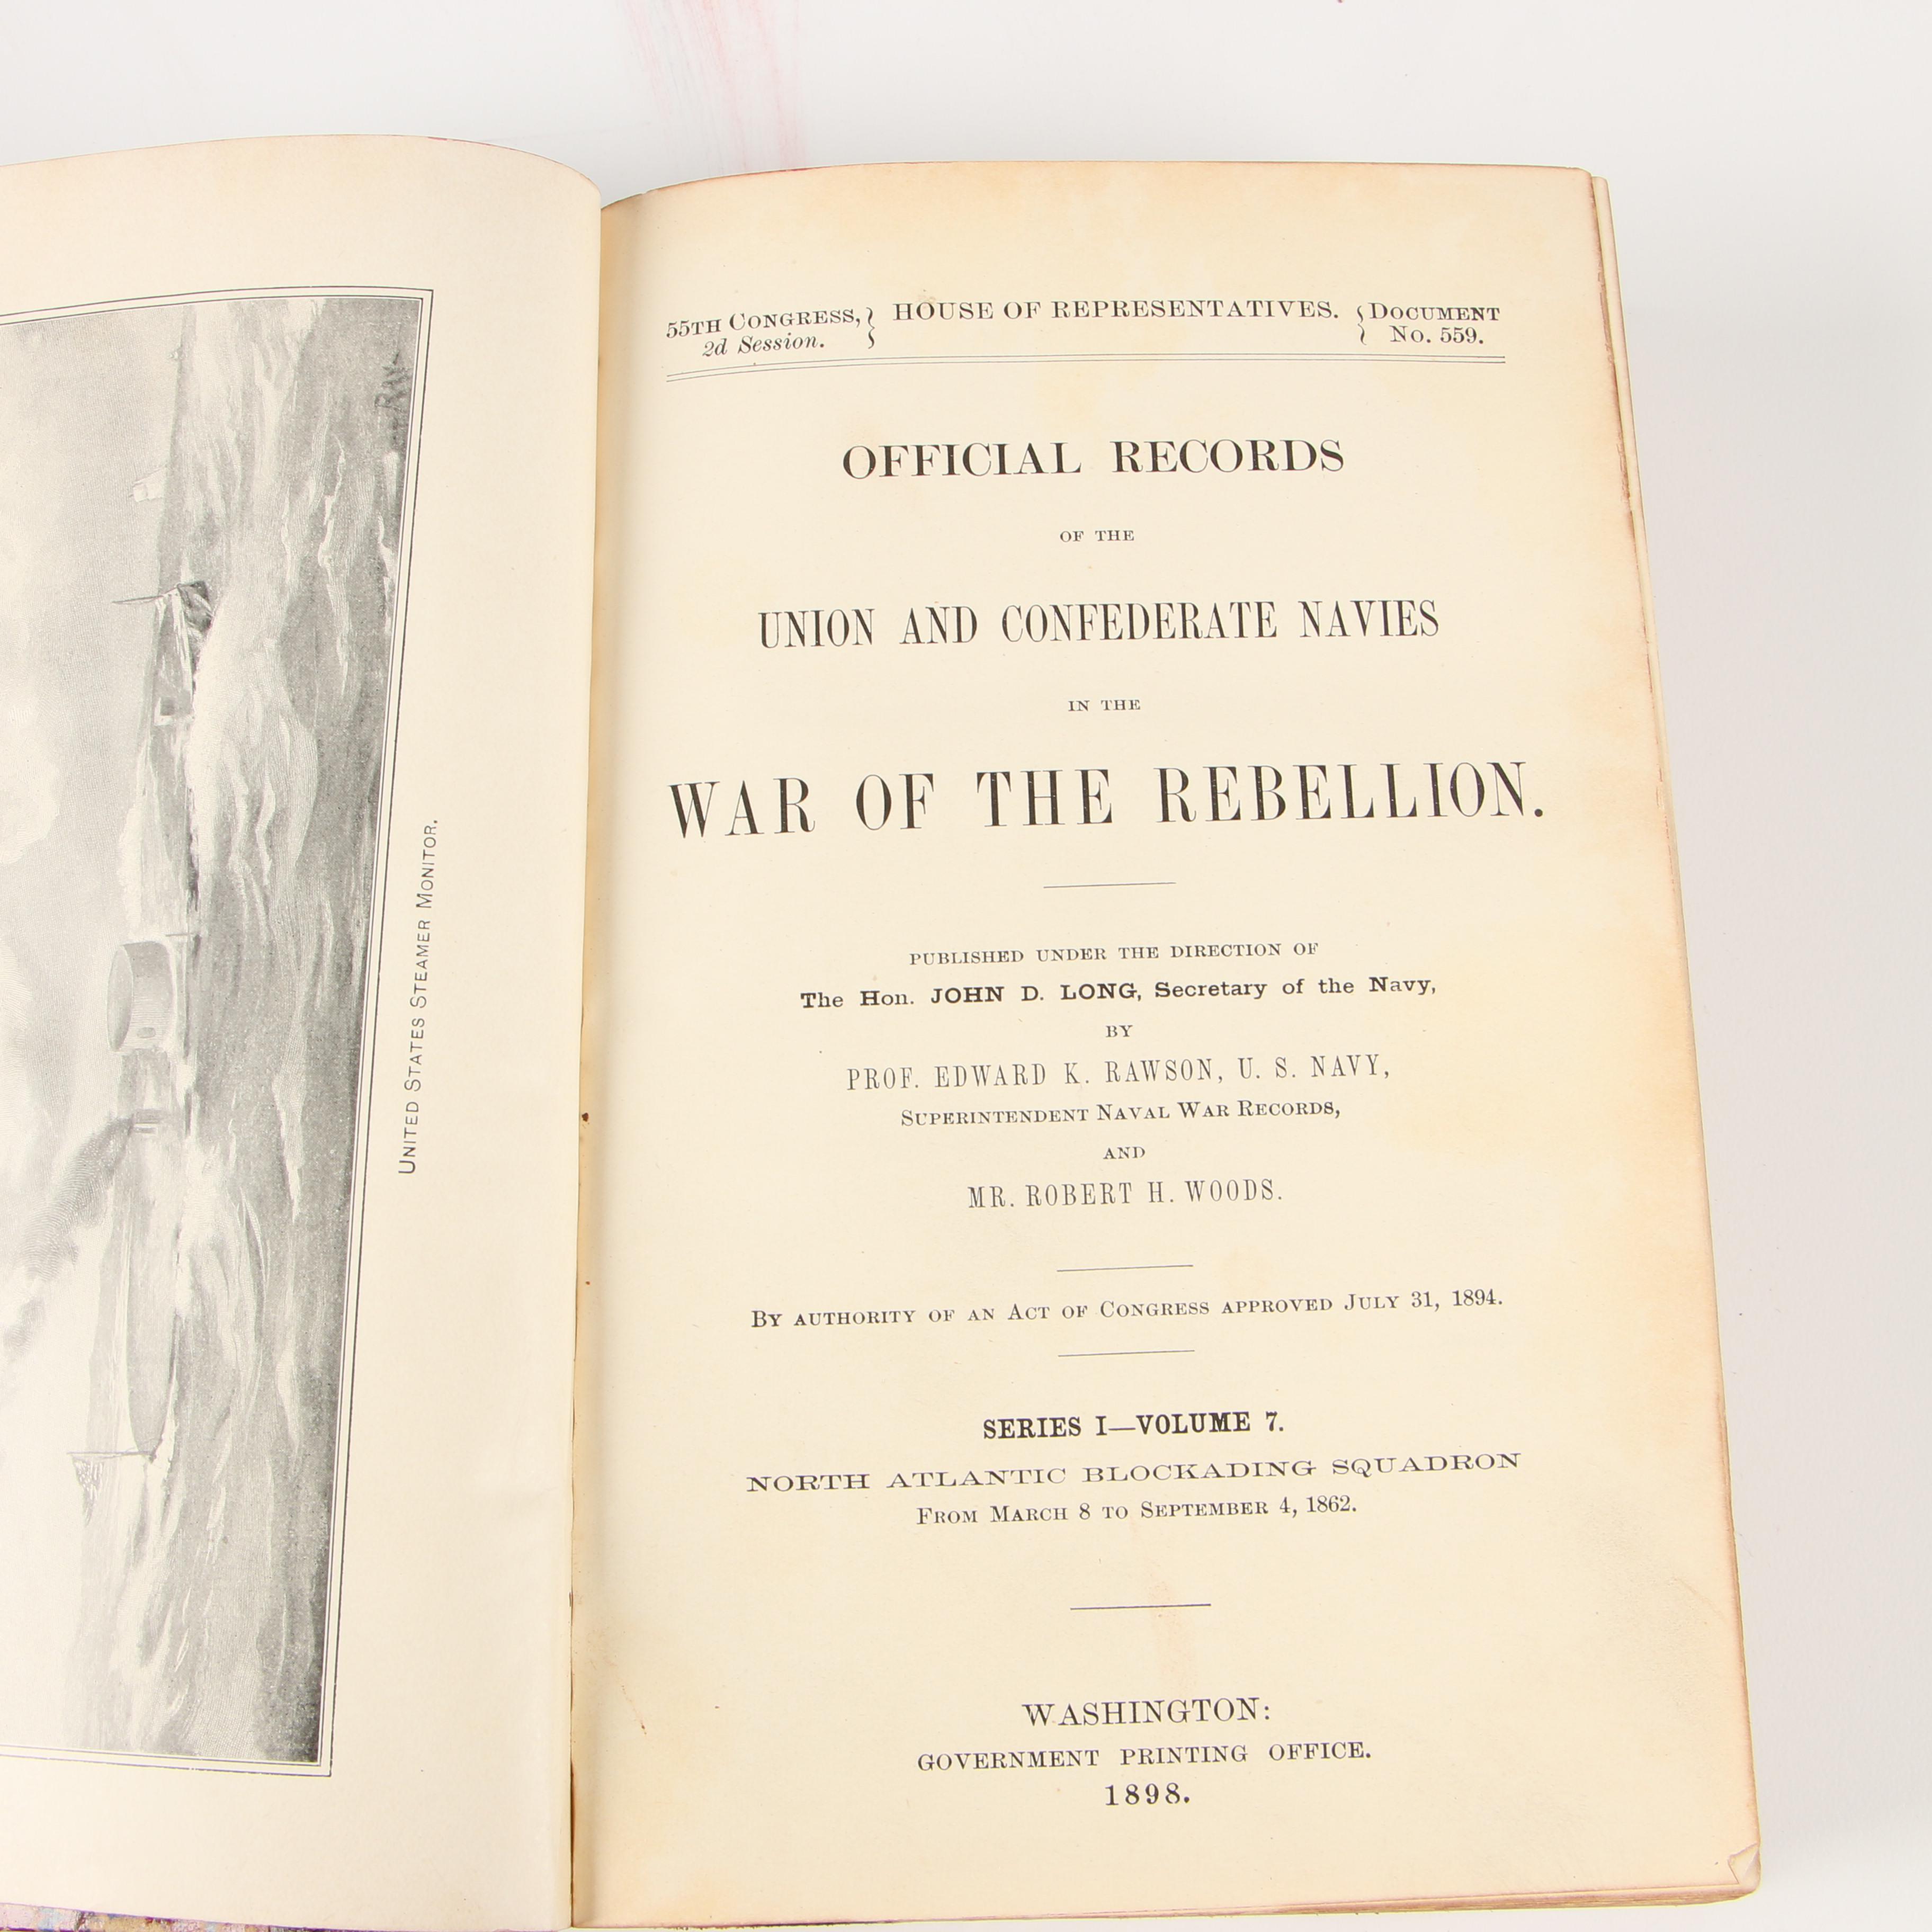 UNITED STATES STEAMER MONITOR.
55TH CONGRESS, } HOUSE OF REPRESENTATIVES. { DOCUMENT
2d Session. } { No. 559.
OFFICIAL RECORDS
OF THE
UNION AND CONFEDERATE NAVIES
IN THE
WAR OF THE REBELLION.
PUBLISHED UNDER THE DIRECTION OF
The Hon. JOHN D. LONG, Secretary of the Navy,
BY
PROF. EDWARD K. RAWSON, U. S. NAVY,
SUPERINTENDENT NAVAL WAR RECORDS,
AND
MR. ROBERT H. WOODS.
BY AUTHORITY OF AN ACT OF CONGRESS APPROVED JULY 31, 1894.
SERIES I—VOLUME 7.
NORTH ATLANTIC BLOCKADING SQUADRON
FROM MARCH 8 TO SEPTEMBER 4, 1862.
WASHINGTON:
GOVERNMENT PRINTING OFFICE.
1898.